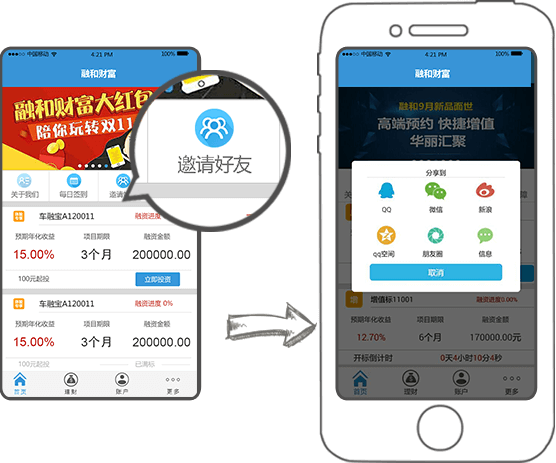 中国移动 4:21 PM 100%
融和财富
融和财富大红包
陪你玩转双11
关于我们 每日签到 邀请
邀请好友
车融宝A120011 融资进度
预期年化收益 项目期限 融资金额
15.00% 3个月 200000.00
100元起投 立即投资
车融宝A120011 融资进度 0%
预期年化收益 项目期限 融资金额
15.00% 3个月 200000.00
100元起投 已满标
首页 理财 账户 更多
中国移动 4:21 PM 100%
融和财富
融和9月新品面世
高端预约 快捷增值
华丽汇聚
分享到
QQ 微信 新浪
qq空间 朋友圈 信息
取消
增 增值标11001 融资进度5.00%
预期年化收益 项目期限 融资金额
12.70% 6个月 170000.00元
开标倒计时 0天4小时10分4秒
首页 理财 账户 更多